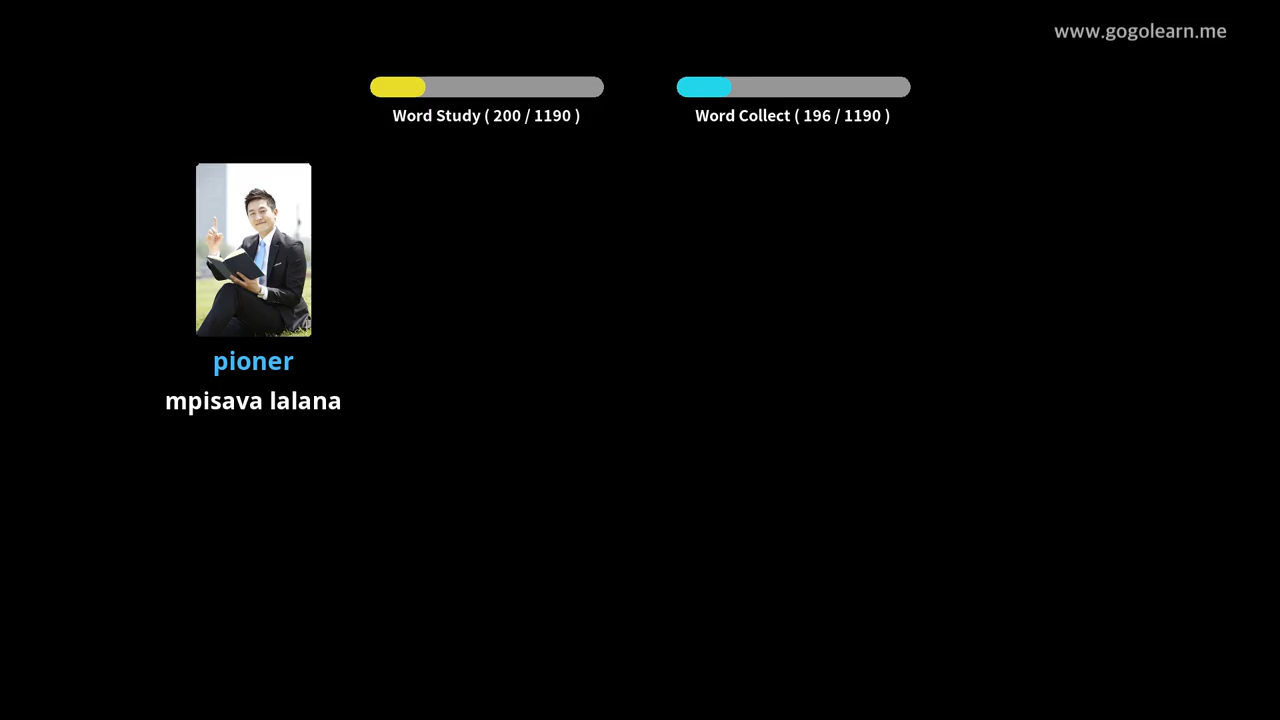 www.gogolearn.me
Word Study ( 200 / 1190 )
Word Collect ( 196 / 1190 )
pioner
mpisava lalana